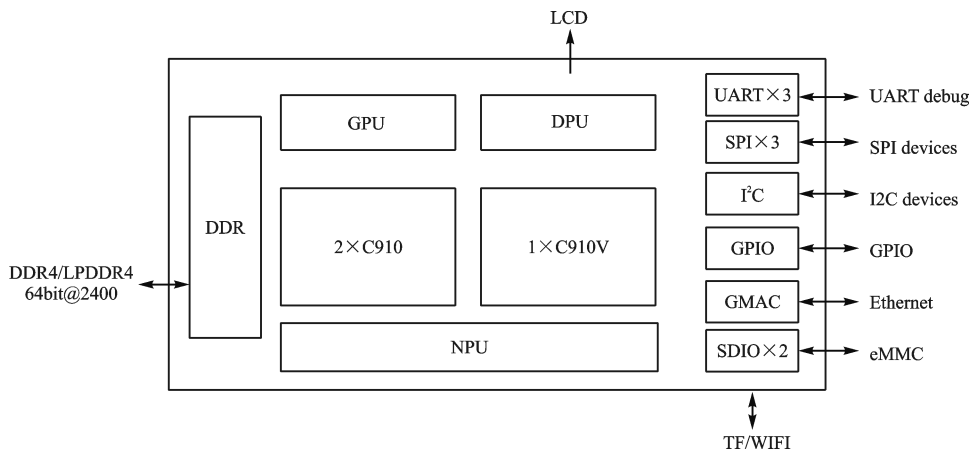 LCD
UART×3
UART debug
GPU
DPU
SPI×3
SPI devices
I²C
I2C devices
DDR
2×C910
1×C910V
GPIO
GPIO
DDR4/LPDDR4
64bit@2400
GMAC
Ethernet
NPU
SDIO×2
eMMC
TF/WIFI